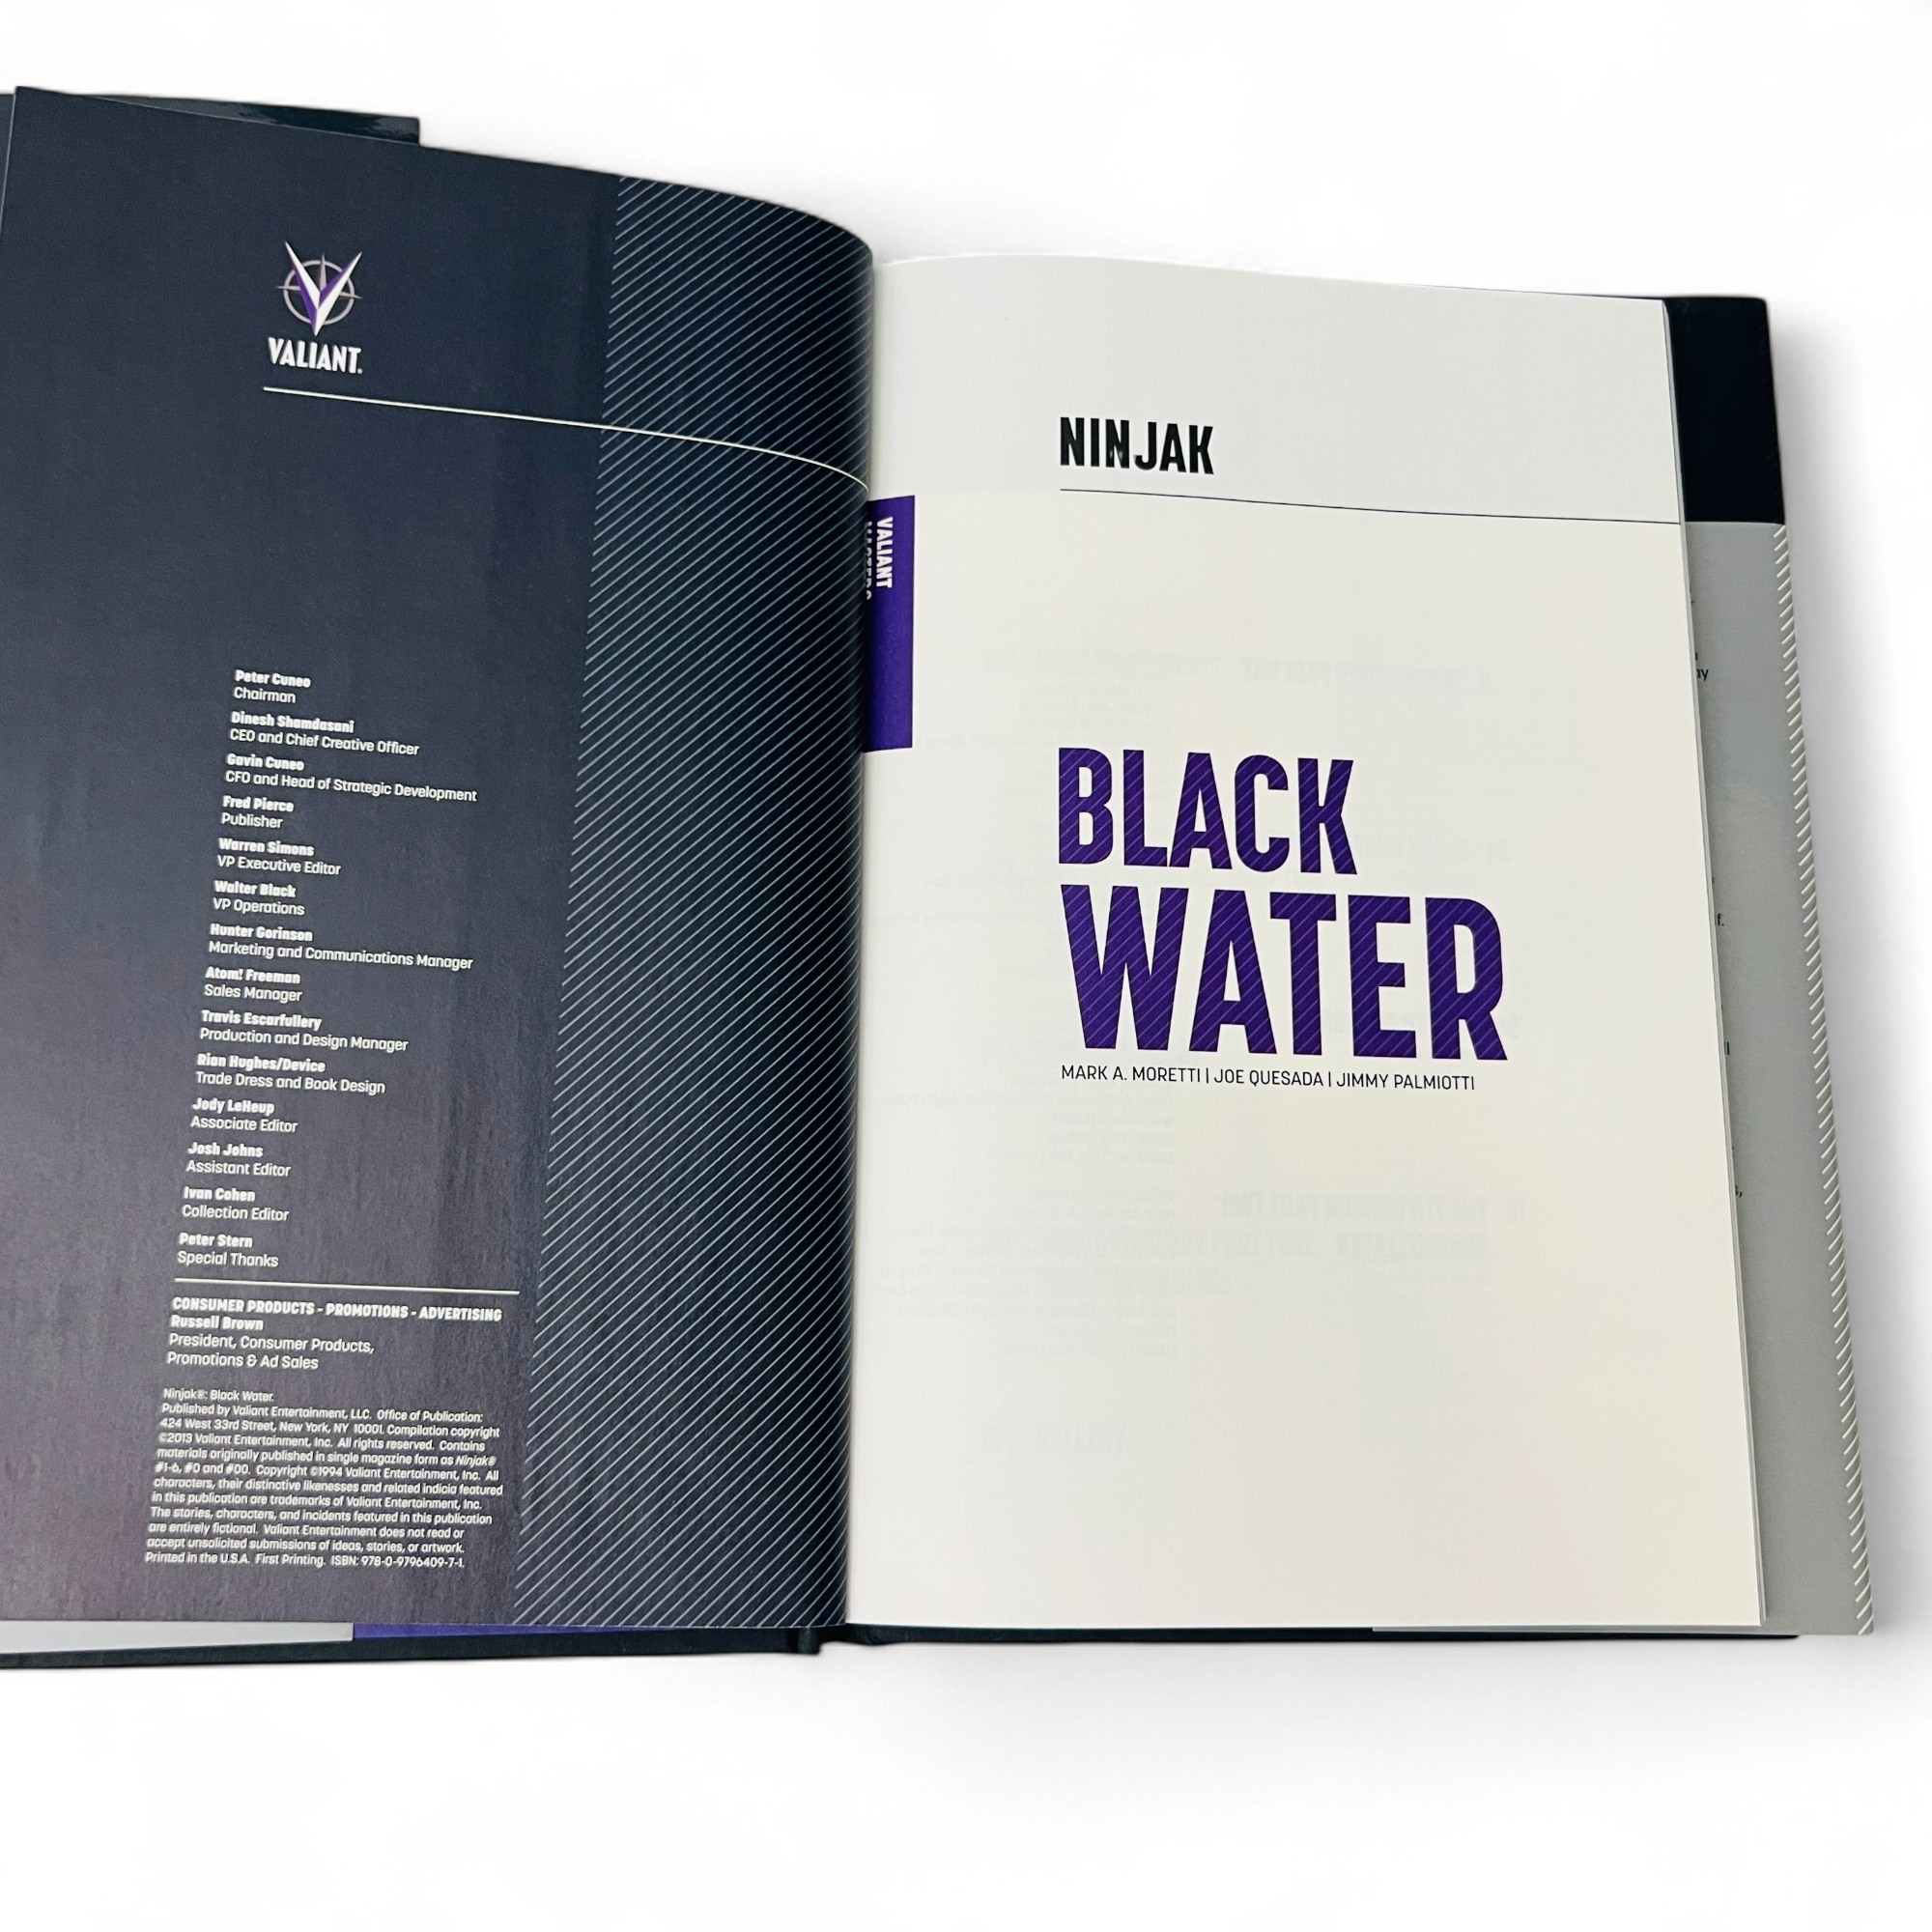 VALIANT.
Peter Cuneo
Chairman
Dinesh Shamdasani
CEO and Chief Creative Officer
Gavin Cuneo
CFO and Head of Strategic Development
Fred Pierce
Publisher
Warren Simons
VP Executive Editor
Walter Black
VP Operations
Hunter Gorinson
Marketing and Communications Manager
Atom! Freeman
Sales Manager
Travis Escarfullery
Production and Design Manager
Rian Hughes/Device
Trade Dress and Book Design
Jody LeHeup
Associate Editor
Josh Johns
Assistant Editor
Ivan Cohen
Collection Editor
Peter Stern
Special Thanks
CONSUMER PRODUCTS - PROMOTIONS - ADVERTISING
Russell Brown
President, Consumer Products,
Promotions & Ad Sales
Ninjak®: Black Water.
Published by Valiant Entertainment, LLC. Office of Publication:
424 West 33rd Street, New York, NY 10001. Compilation copyright
©2013 Valiant Entertainment, Inc. All rights reserved. Contains
materials originally published in single magazine form as Ninjak®
#1-6, #0 and #00. Copyright ©1994 Valiant Entertainment, Inc. All
characters, their distinctive likenesses and related indicia featured
in this publication are trademarks of Valiant Entertainment, Inc.
The stories, characters, and incidents featured in this publication
are entirely fictional. Valiant Entertainment does not read or
accept unsolicited submissions of ideas, stories, or artwork.
Printed in the U.S.A. First Printing. ISBN: 978-0-9796409-7-1.
VALIANT
NINJAK
BLACK
WATER
MARK A. MORETTI | JOE QUESADA | JIMMY PALMIOTTI